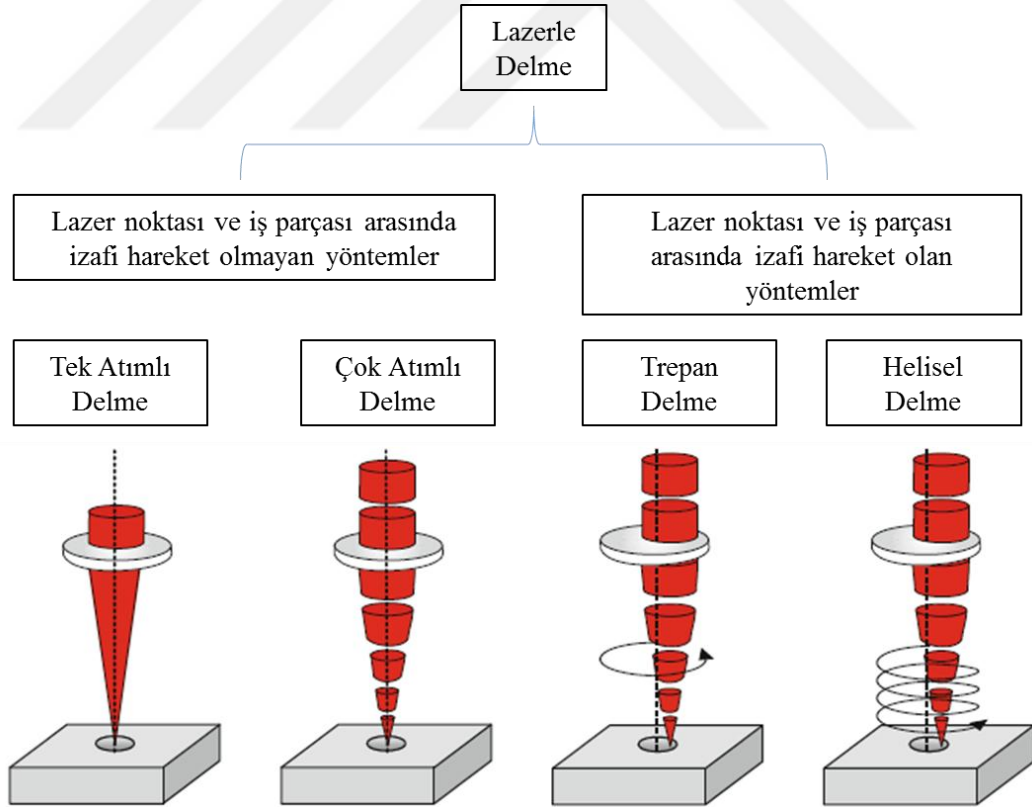 Lazerle
Delme
Lazer noktası ve iş parçası arasında
izafi hareket olmayan yöntemler
Lazer noktası ve iş parçası
arasında izafi hareket olan
yöntemler
Tek Atımlı
Delme
Çok Atımlı
Delme
Trepan
Delme
Helisel
Delme